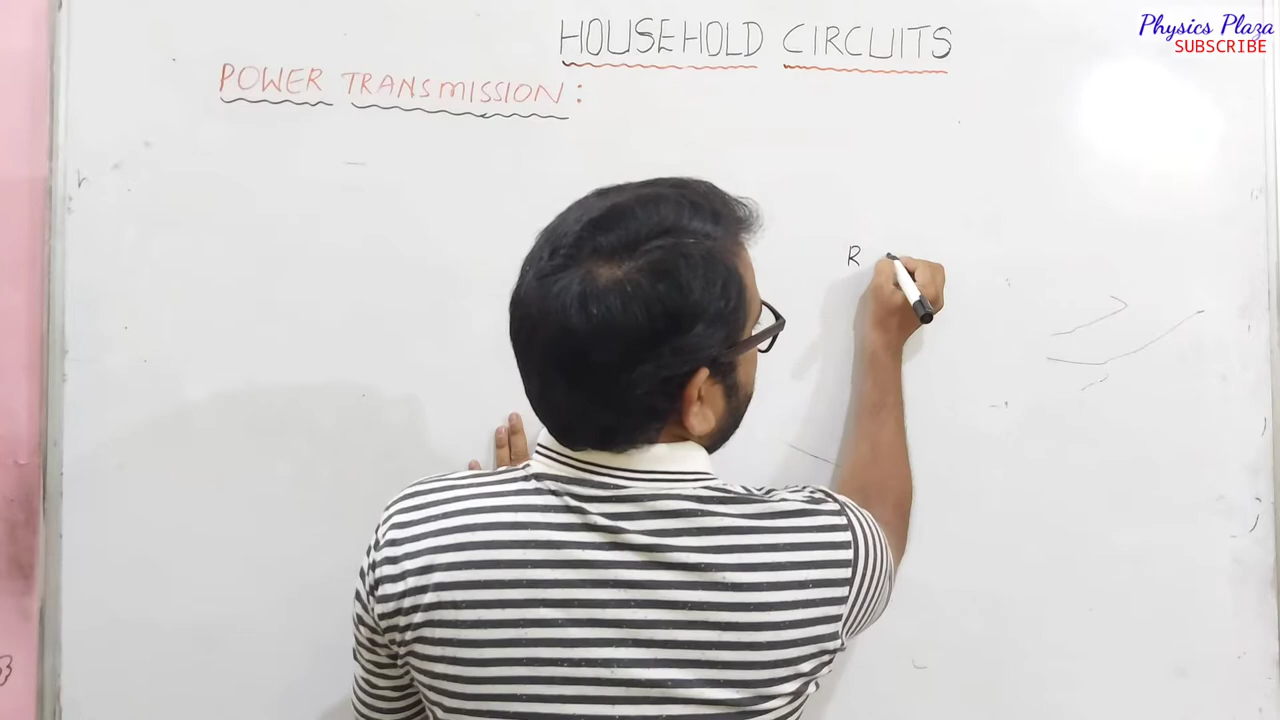 HOUSEHOLD CIRCUITS
Physics Plaza
SUBSCRIBE
POWER TRANSMISSION:
R